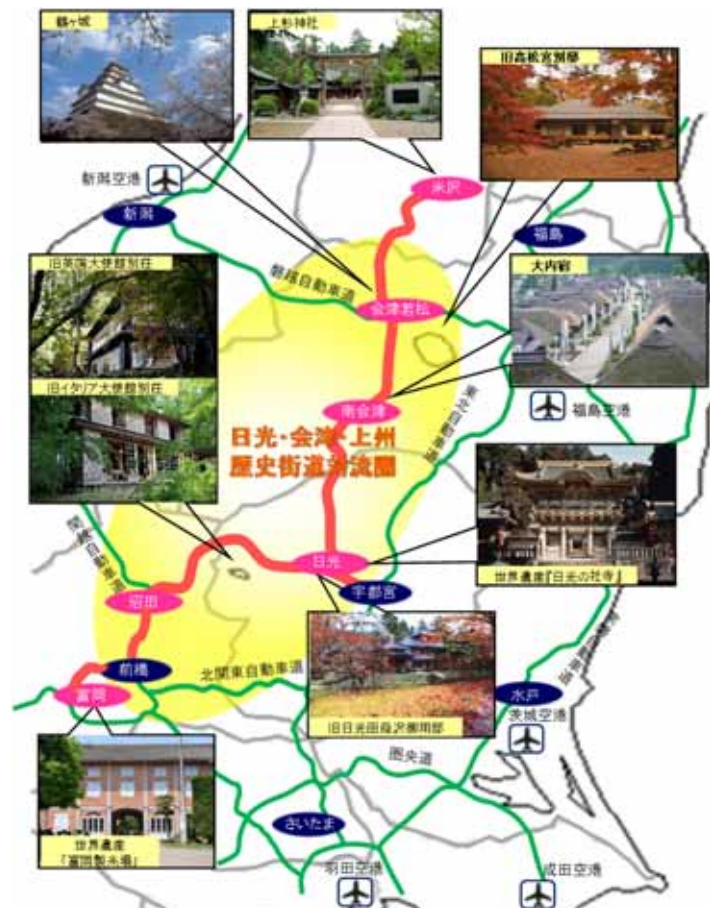 鶴ヶ城
上杉神社
旧高松宮別邸
新潟空港
米沢
新潟
福島
旧英国大使館別荘
磐越自動車道
大内宿
会津若松
旧イタリア大使館別荘
南会津
福島空港
東北自動車道
日光・会津・上州
歴史街道対流圏
関越自動車道
日光
世界遺産『日光の社寺』
宇都宮
沼田
前橋
北関東自動車道
富岡
旧日光田母沢御用邸
水戸
茨城空港
圏央道
世界遺産
「富岡製糸場」
さいたま
羽田空港
成田空港